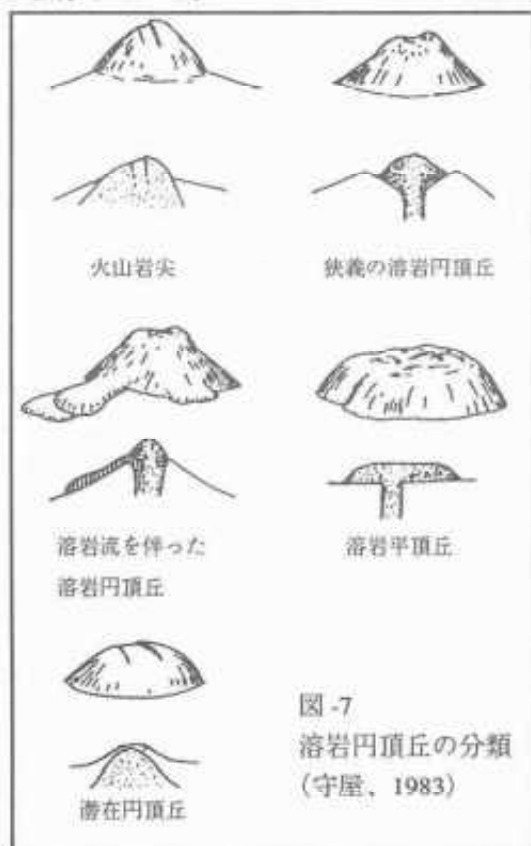 火山岩尖
狭義の溶岩円頂丘
溶岩流を伴った
溶岩円頂丘
溶岩平頂丘
潜在円頂丘
図-7
溶岩円頂丘の分類
(守屋、1983)